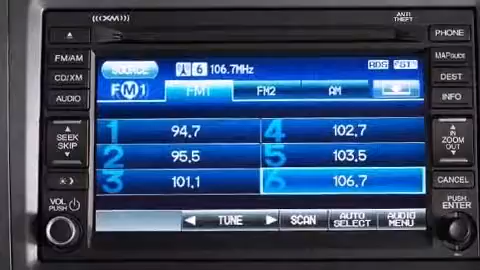 ((XM))
ANTI THEFT
FM/AM
CD/XM
AUDIO
SEEK
SKIP
VOL
PUSH
PHONE
MAP GUIDE
DEST
INFO
IN
ZOOM
OUT
CANCEL
PUSH
ENTER
SOURCE
6 106.7MHz
RDS ST
FM1
FM1 FM2 AM
1 94.7
4 102.7
2 95.5
5 103.5
3 101.1
6 106.7
TUNE
SCAN
AUTO SELECT
AUDIO MENU